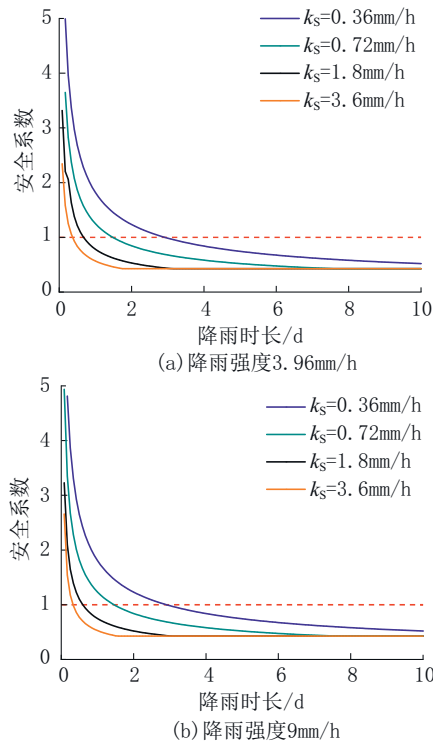 5
4
3
2
1
0
安全系数
kₛ=0.36mm/h
kₛ=0.72mm/h
kₛ=1.8mm/h
kₛ=3.6mm/h
0 2 4 6 8 10
降雨时长/d
(a)降雨强度3.96mm/h
5
4
3
2
1
0
安全系数
kₛ=0.36mm/h
kₛ=0.72mm/h
kₛ=1.8mm/h
kₛ=3.6mm/h
0 2 4 6 8 10
降雨时长/d
(b)降雨强度9mm/h